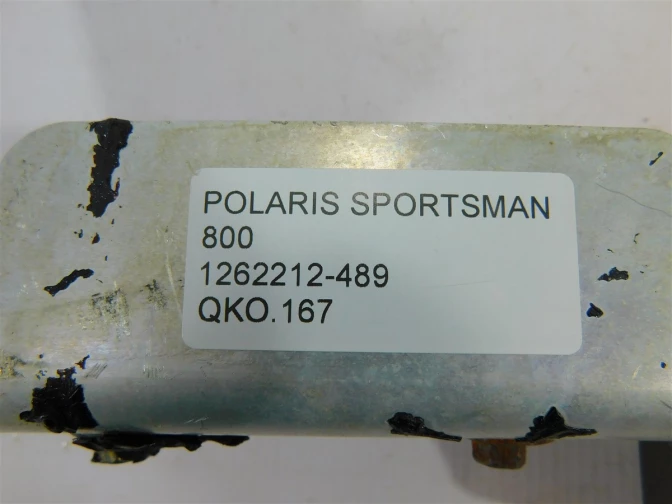 POLARIS SPORTSMAN
800
1262212-489
QKO.167